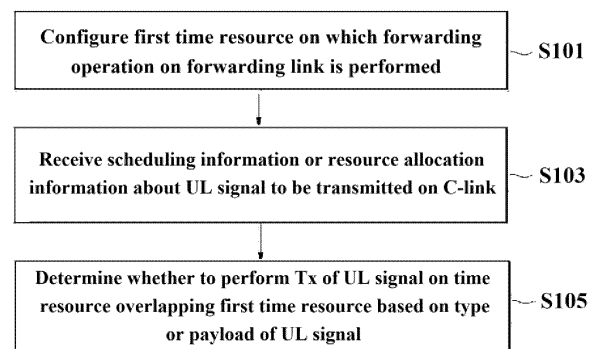 Configure first time resource on which forwarding
operation on forwarding link is performed
S101
Receive scheduling information or resource allocation
information about UL signal to be transmitted on C-link
S103
Determine whether to perform Tx of UL signal on time
resource overlapping first time resource based on type
or payload of UL signal
S105